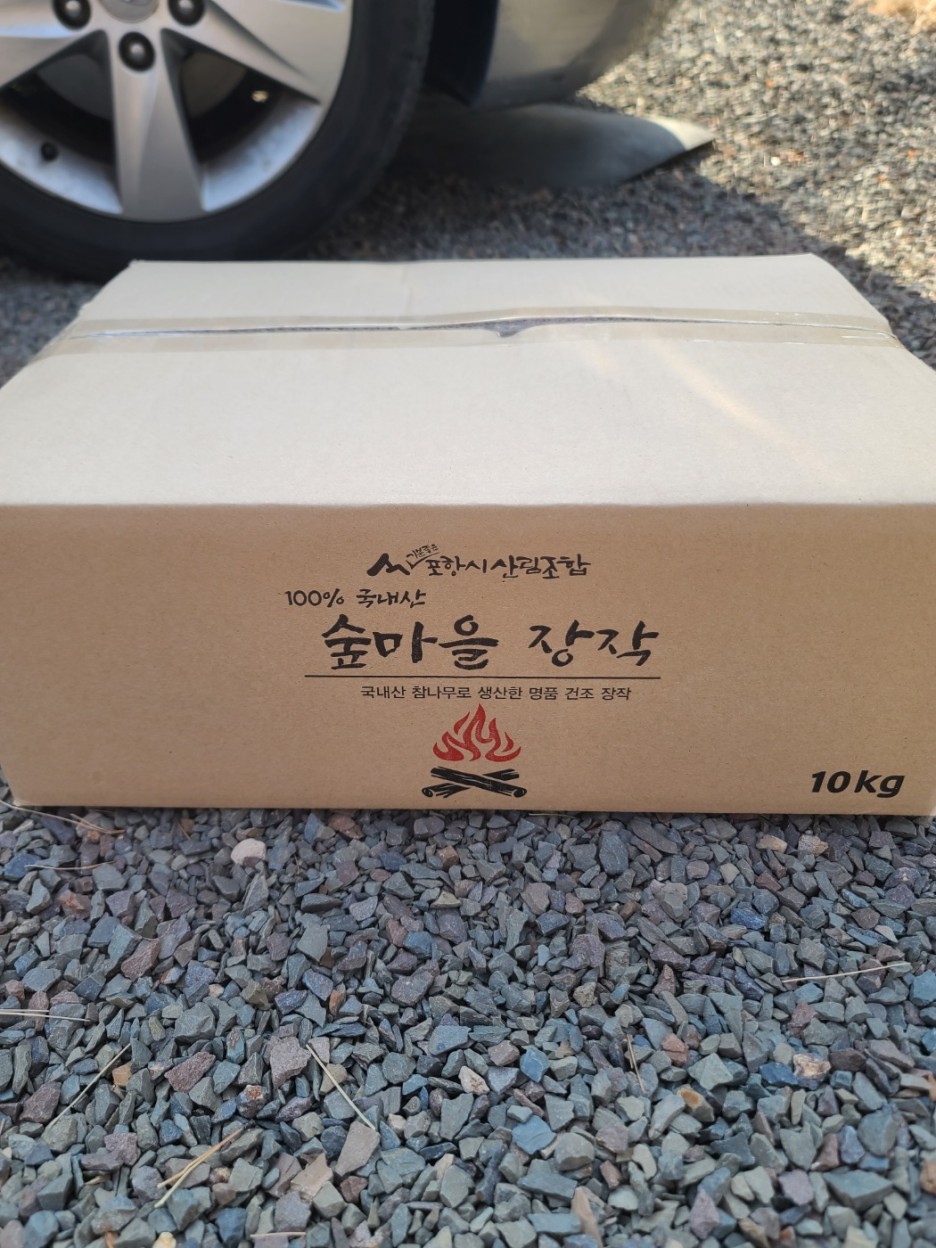 포항시산림조합
100% 국내산
숲마을 장작
국내산 참나무로 생산한 명품 건조 장작
10kg